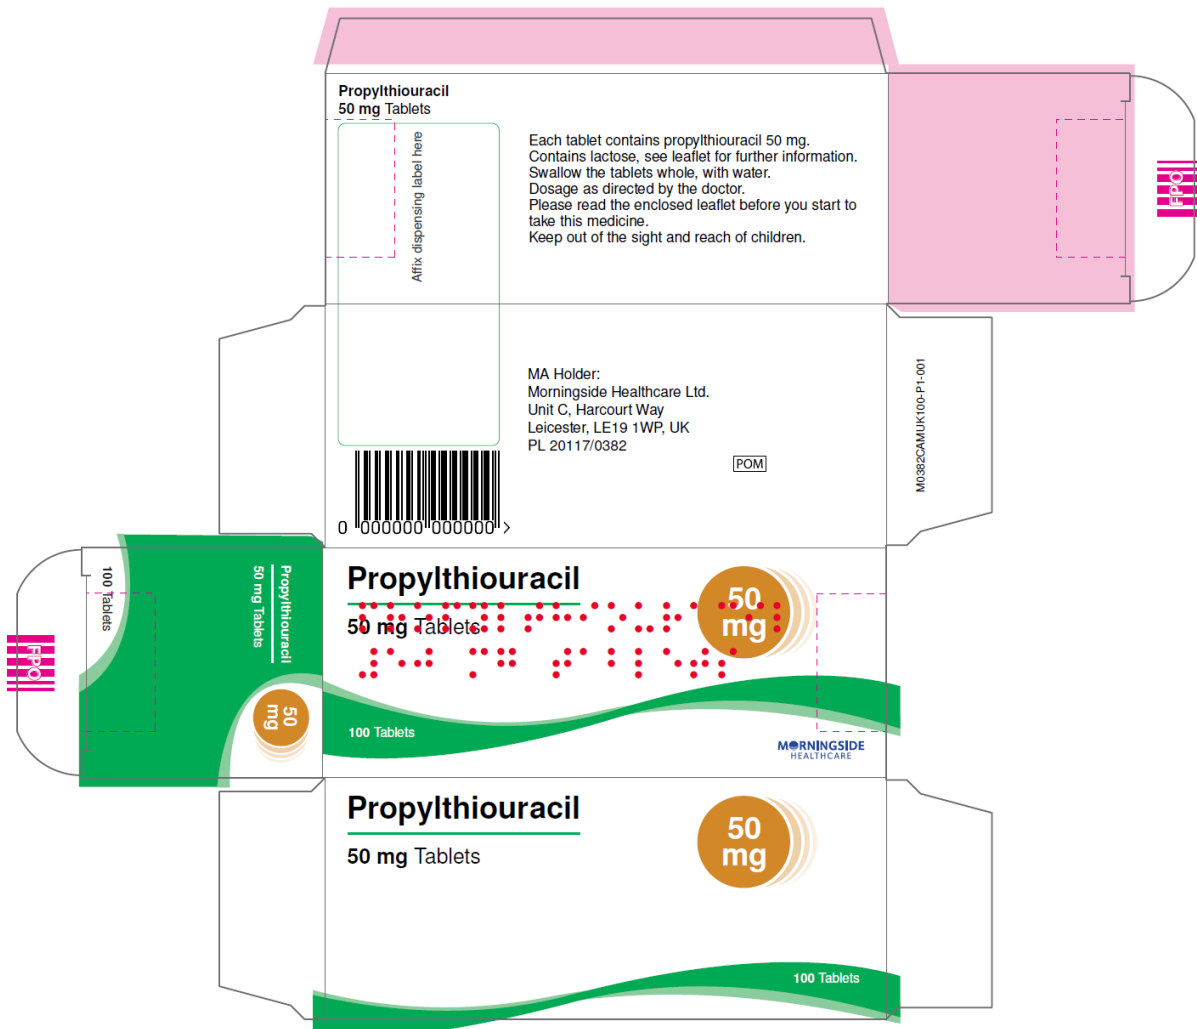 Propylthiouracil
50 mg Tablets
Affix dispensing label here
Each tablet contains propylthiouracil 50 mg.
Contains lactose, see leaflet for further information.
Swallow the tablets whole, with water.
Dosage as directed by the doctor.
Please read the enclosed leaflet before you start to
take this medicine.
Keep out of the sight and reach of children.
FPO
MA Holder:
Morningside Healthcare Ltd.
Unit C, Harcourt Way
Leicester, LE19 1WP, UK
PL 20117/0382
POM
M0382CAMUK100-P1-001
0 000000 000000 >
FPO
100 Tablets
Propylthiouracil
50 mg Tablets
50
mg
Propylthiouracil
50 mg Tablets
50
mg
100 Tablets
MORNINGSIDE
HEALTHCARE
Propylthiouracil
50 mg Tablets
50
mg
100 Tablets